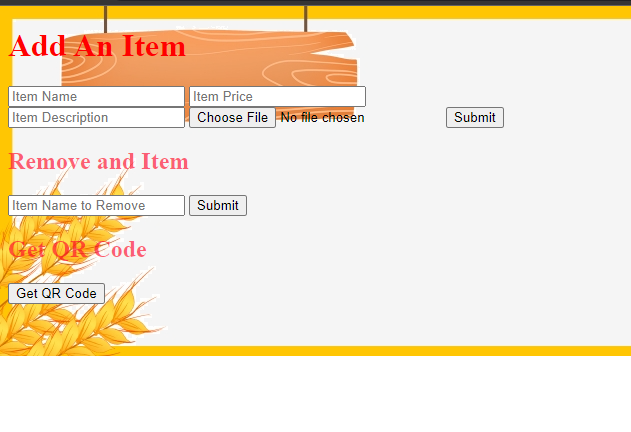 Add An Item
Item Name Item Price
Item Description Choose File No file chosen Submit
Remove and Item
Item Name to Remove Submit
Get QR Code
Get QR Code